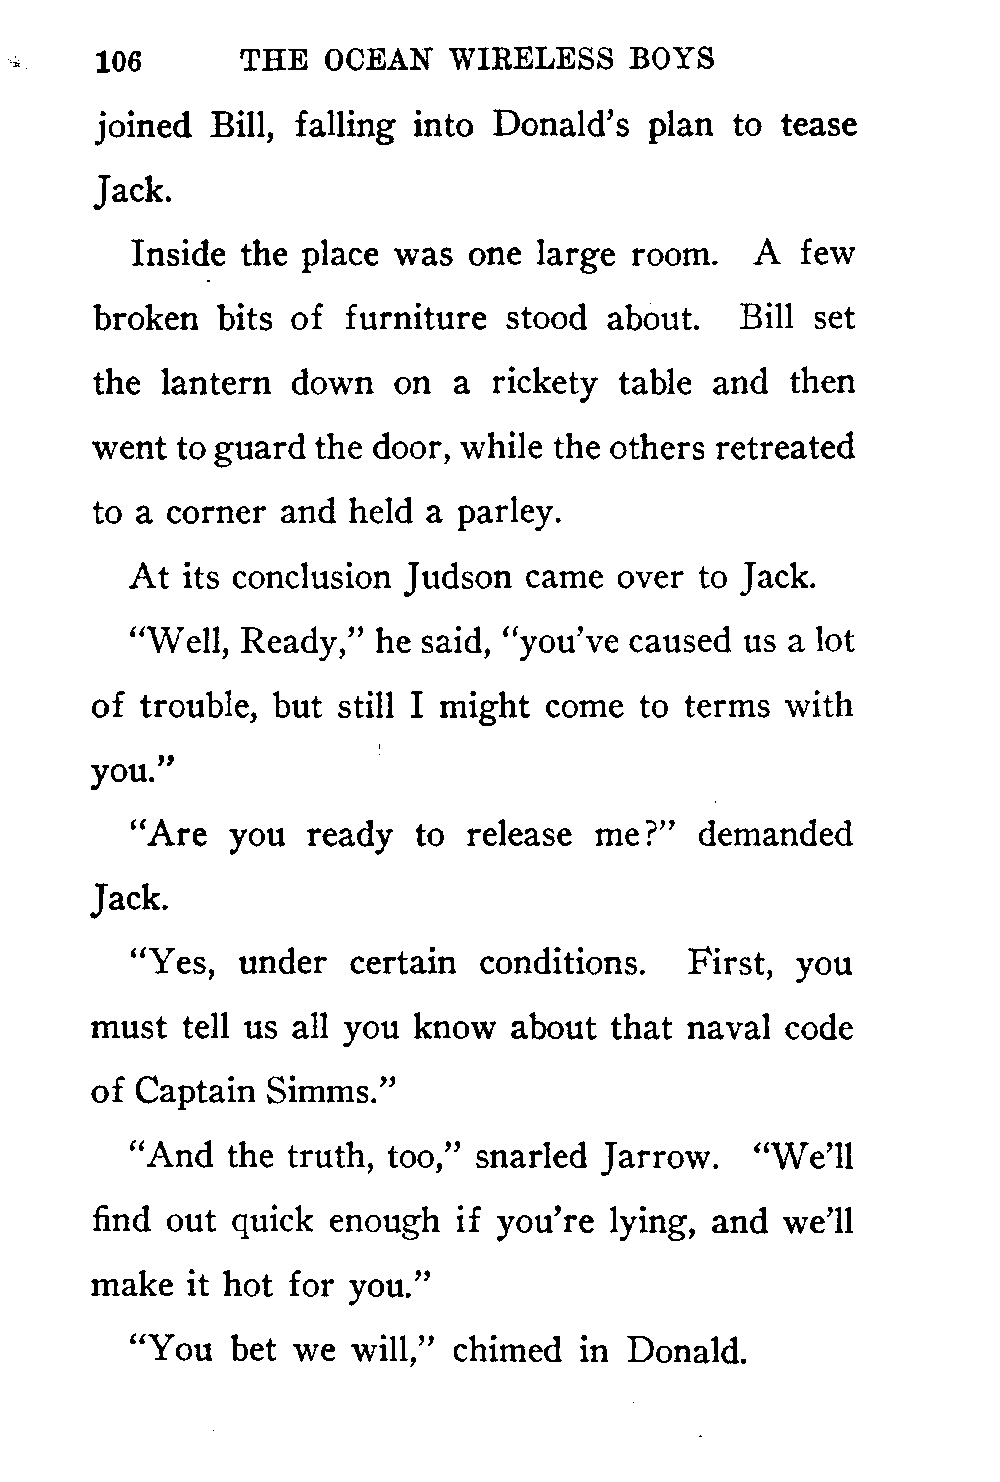 106 THE OCEAN WIRELESS BOYS
joined Bill, falling into Donald's plan to tease
Jack.
Inside the place was one large room. A few
broken bits of furniture stood about. Bill set
the lantern down on a rickety table and then
went to guard the door, while the others retreated
to a corner and held a parley.
At its conclusion Judson came over to Jack.
“Well, Ready,” he said, “you've caused us a lot
of trouble, but still I might come to terms with
you.”
“Are you ready to release me?” demanded
Jack.
“Yes, under certain conditions. First, you
must tell us all you know about that naval code
of Captain Simms.”
“And the truth, too,” snarled Jarrow. “We'll
find out quick enough if you're lying, and we'll
make it hot for you.”
“You bet we will,” chimed in Donald.